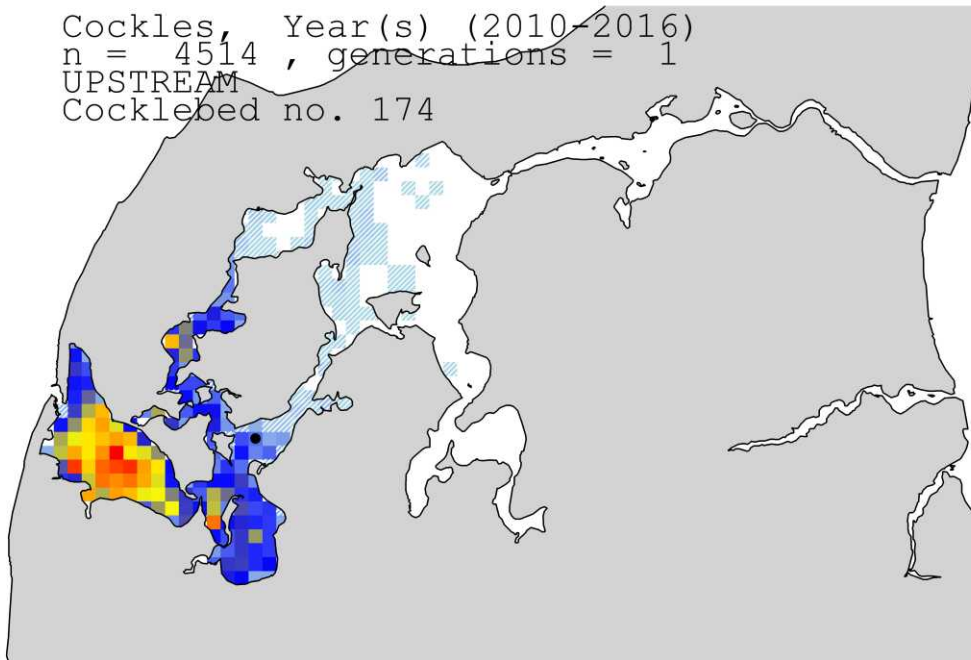 Cockles, Year(s) (2010-2016)
n = 4514 , generations = 1
UPSTREAM
Cocklebed no. 174